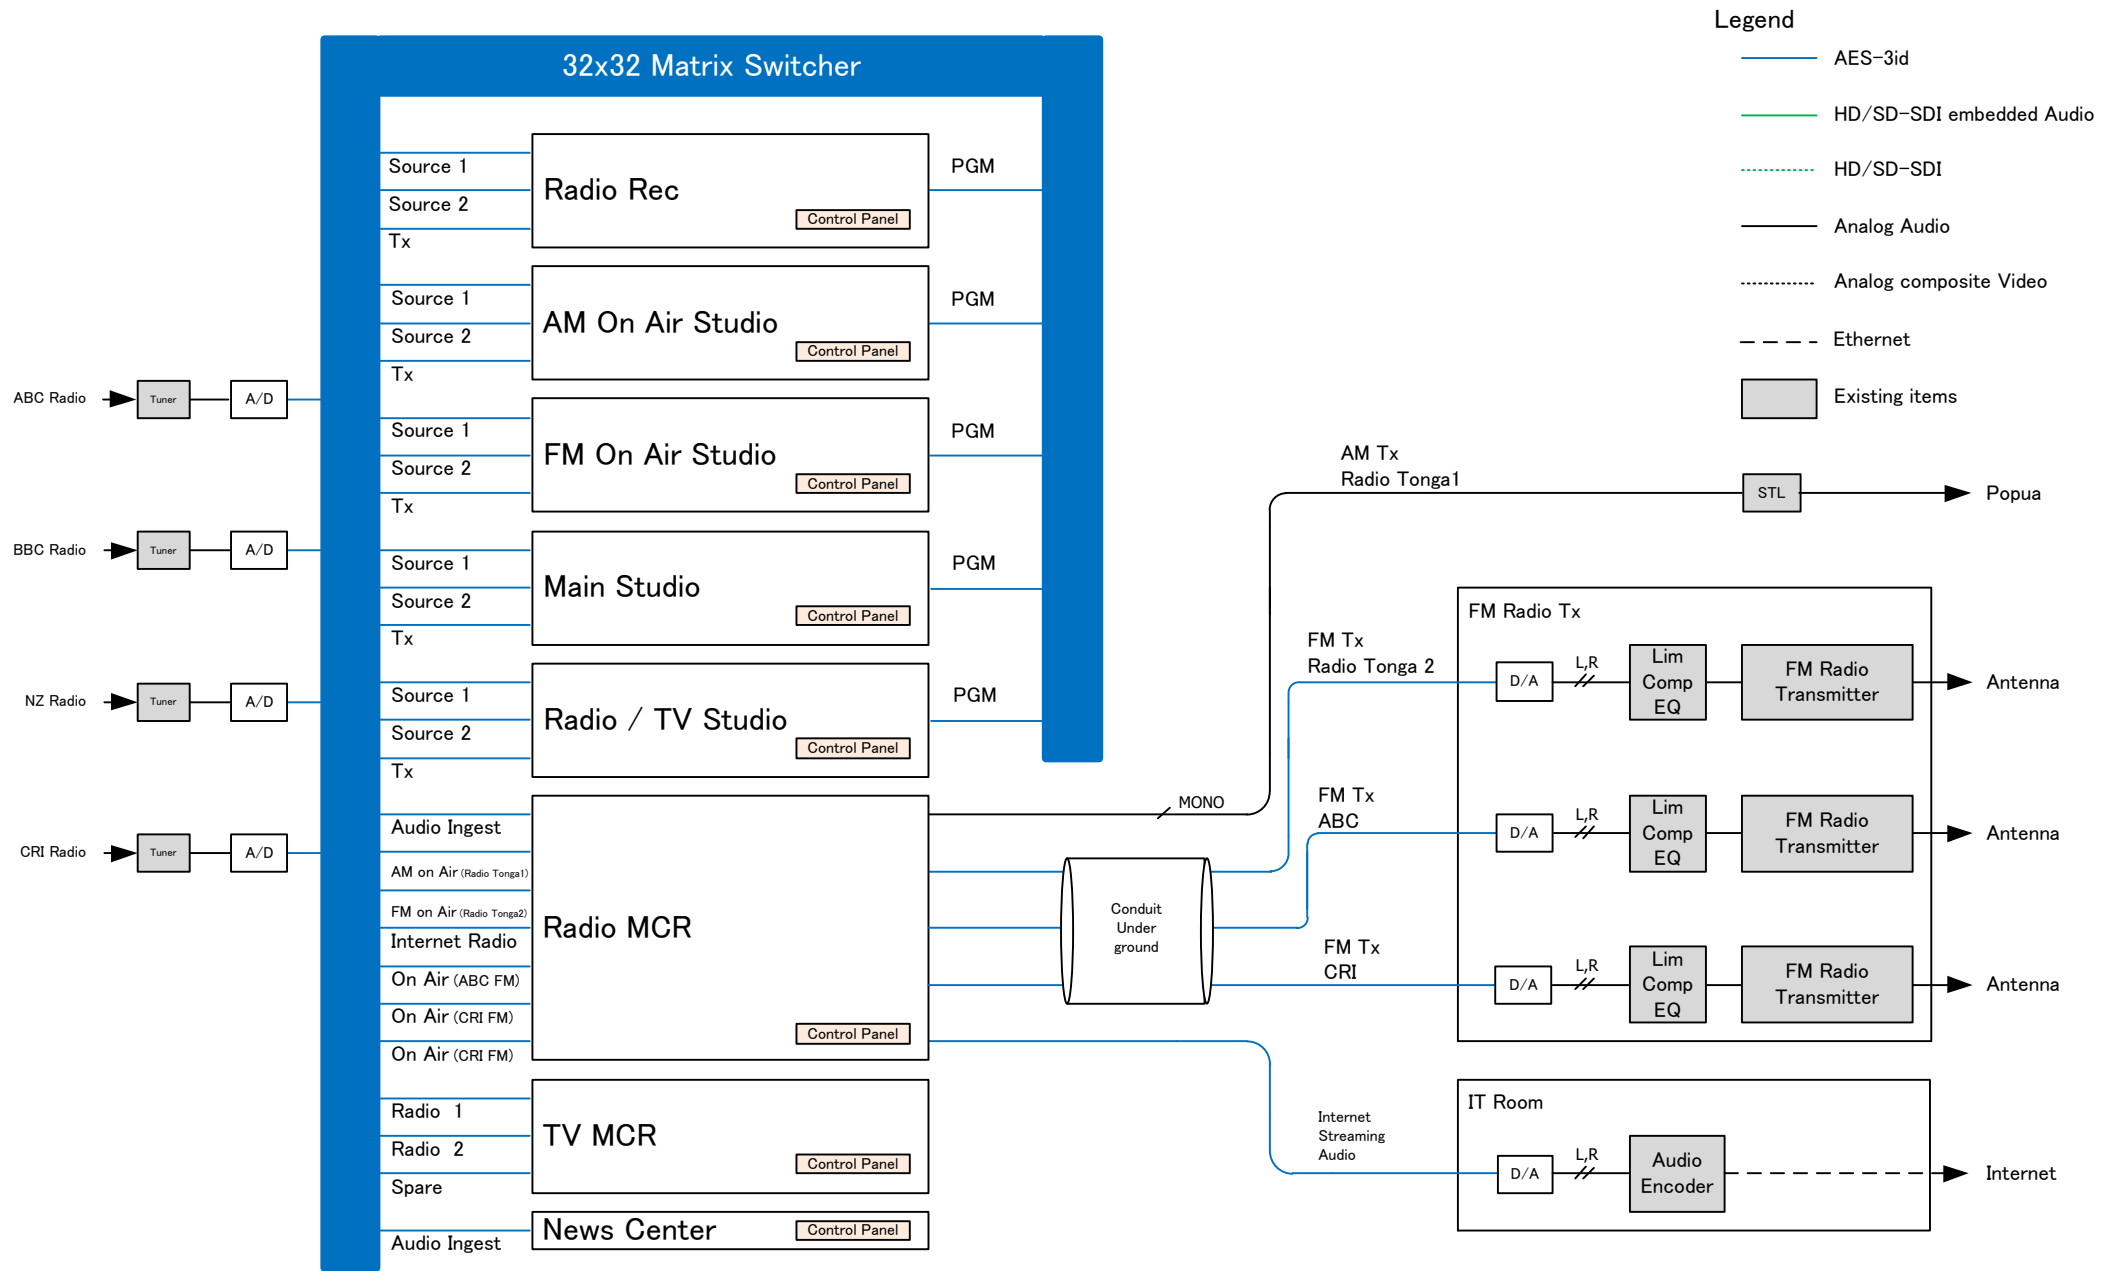 Legend
AES-3id
HD/SD-SDI embedded Audio
HD/SD-SDI
Analog Audio
Analog composite Video
Ethernet
Existing items
32x32 Matrix Switcher
Source 1
Source 2
Tx
Radio Rec
Control Panel
PGM
Source 1
Source 2
Tx
AM On Air Studio
Control Panel
PGM
Source 1
Source 2
Tx
FM On Air Studio
Control Panel
PGM
Source 1
Source 2
Tx
Main Studio
Control Panel
PGM
Source 1
Source 2
Tx
Radio / TV Studio
Control Panel
PGM
Audio Ingest
AM on Air (Radio Tonga1)
FM on Air (Radio Tonga2)
Internet Radio
On Air (ABC FM)
On Air (CRI FM)
On Air (CRI FM)
Radio MCR
Control Panel
Radio 1
Radio 2
Spare
TV MCR
Control Panel
Audio Ingest
News Center
Control Panel
ABC Radio
Tuner
A/D
BBC Radio
Tuner
A/D
NZ Radio
Tuner
A/D
CRI Radio
Tuner
A/D
MONO
Conduit
Under
ground
AM Tx
Radio Tonga1
STL
Popua
FM Radio Tx
FM Tx
Radio Tonga 2
D/A
L,R
Lim
Comp
EQ
FM Radio
Transmitter
Antenna
FM Tx
ABC
D/A
L,R
Lim
Comp
EQ
FM Radio
Transmitter
Antenna
FM Tx
CRI
D/A
L,R
Lim
Comp
EQ
FM Radio
Transmitter
Antenna
IT Room
Internet
Streaming
Audio
D/A
L,R
Audio
Encoder
Internet